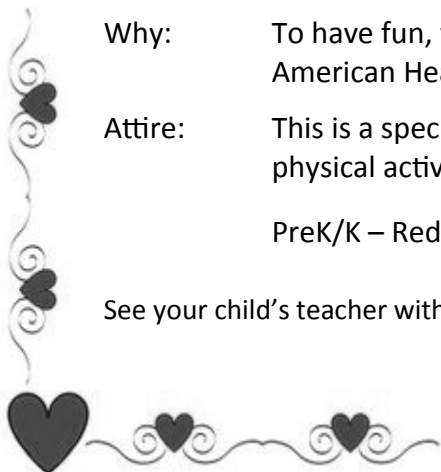 Why: To have fun,
American Hea
Attire: This is a spec
physical activ
PreK/K – Red
See your child's teacher with